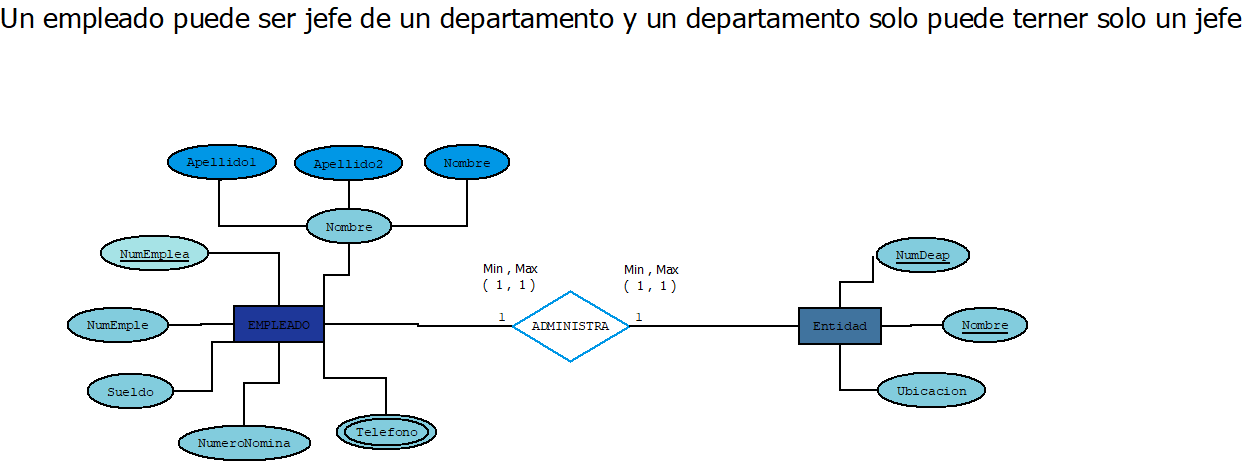 Un empleado puede ser jefe de un departamento y un departamento solo puede terner solo un jefe
Apellido1
Apellido2
Nombre
Nombre
NumEmplea
NumDeap
Min , Max
( 1 , 1 )
Min , Max
( 1 , 1 )
NumEmple
EMPLEADO
1
ADMINISTRA
1
Entidad
Nombre
Sueldo
Ubicacion
NumeroNomina
Telefono